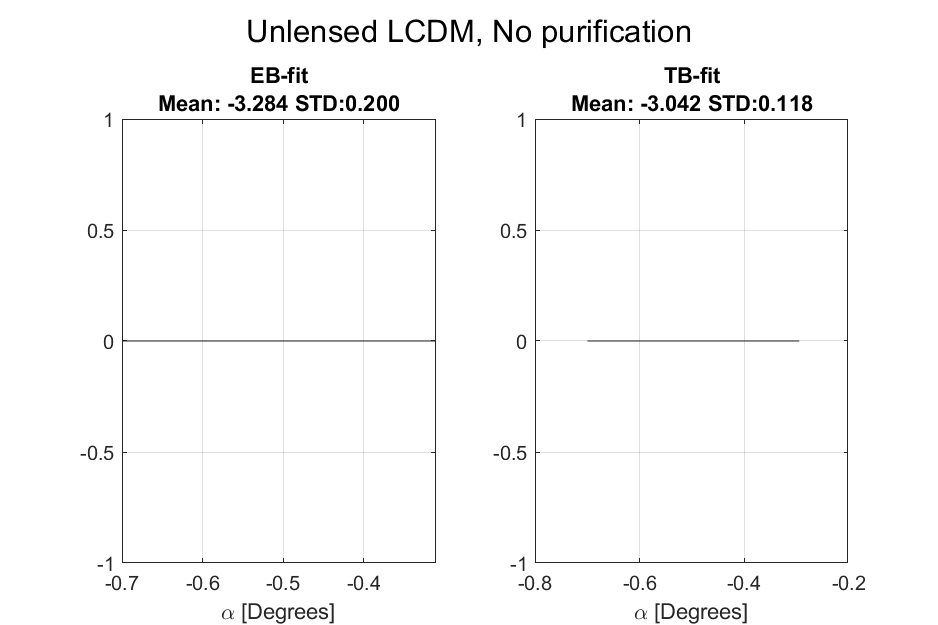 Unlensed LCDM, No purification
EB-fit
Mean: -3.284 STD:0.200
1
0.5
0
-0.5
-1
-0.7 -0.6 -0.5 -0.4
α [Degrees]
TB-fit
Mean: -3.042 STD:0.118
1
0.5
0
-0.5
-1
-0.8 -0.6 -0.4 -0.2
α [Degrees]